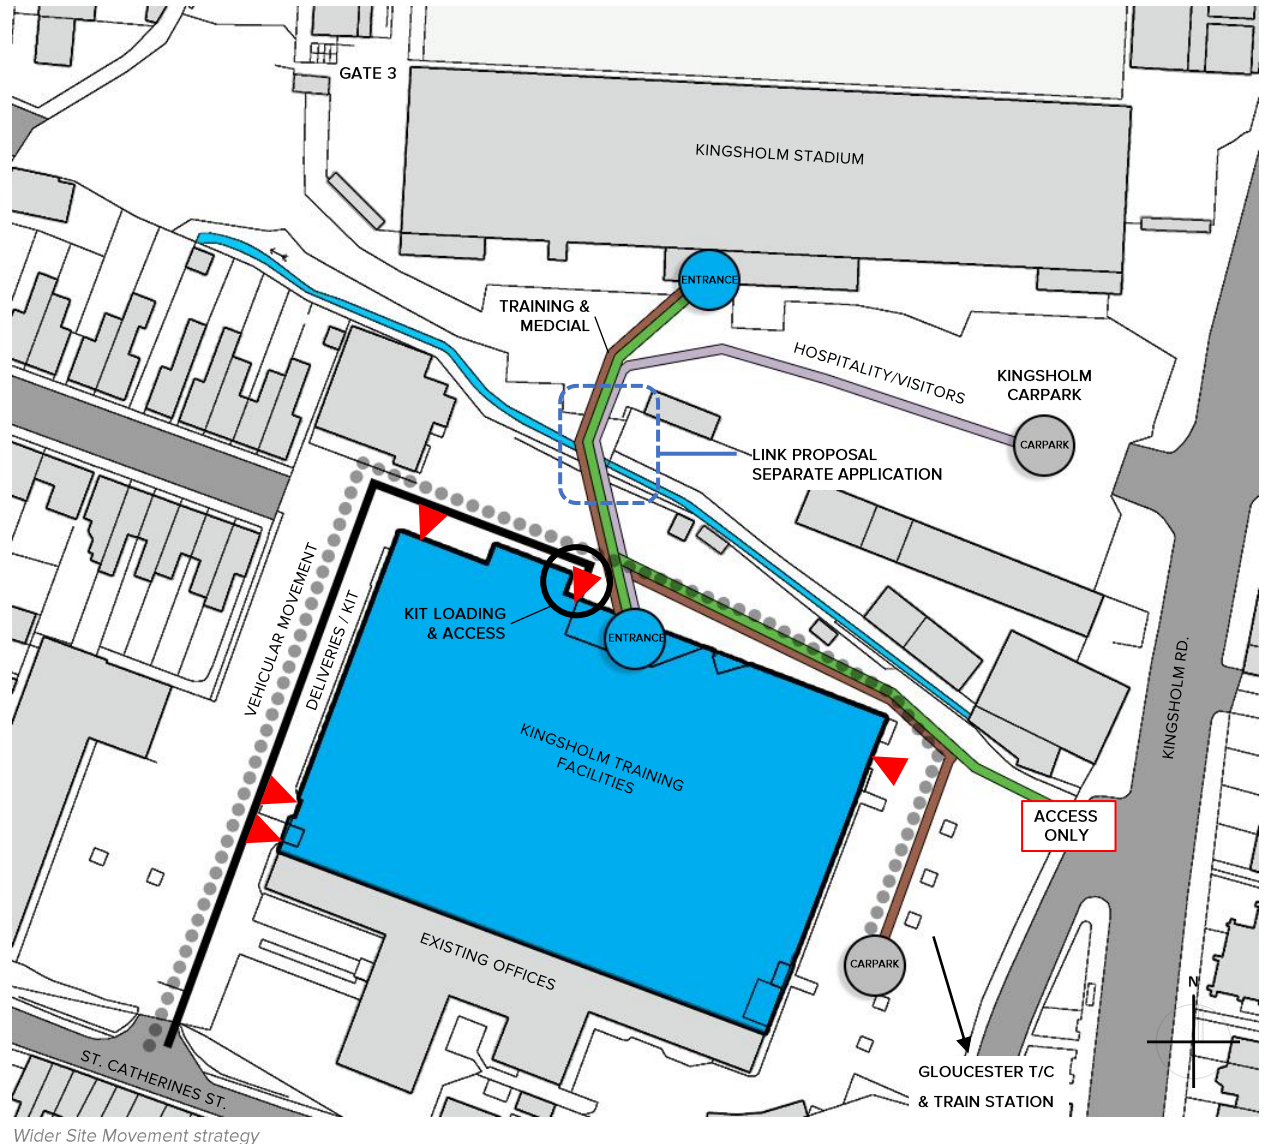 GATE 3
KINGSHOLM STADIUM
ENTRANCE
TRAINING &
MEDCIAL
HOSPITALITY/VISITORS
KINGSHOLM
CARPARK
CARPARK
LINK PROPOSAL
SEPARATE APPLICATION
VEHICULAR MOVEMENT
DELIVERIES / KIT
KIT LOADING
& ACCESS
ENTRANCE
KINGSHOLM RD.
KINGSHOLM TRAINING
FACILITIES
ACCESS
ONLY
EXISTING OFFICES
CARPARK
N
ST. CATHERINES ST.
GLOUCESTER T/C
& TRAIN STATION
Wider Site Movement strategy